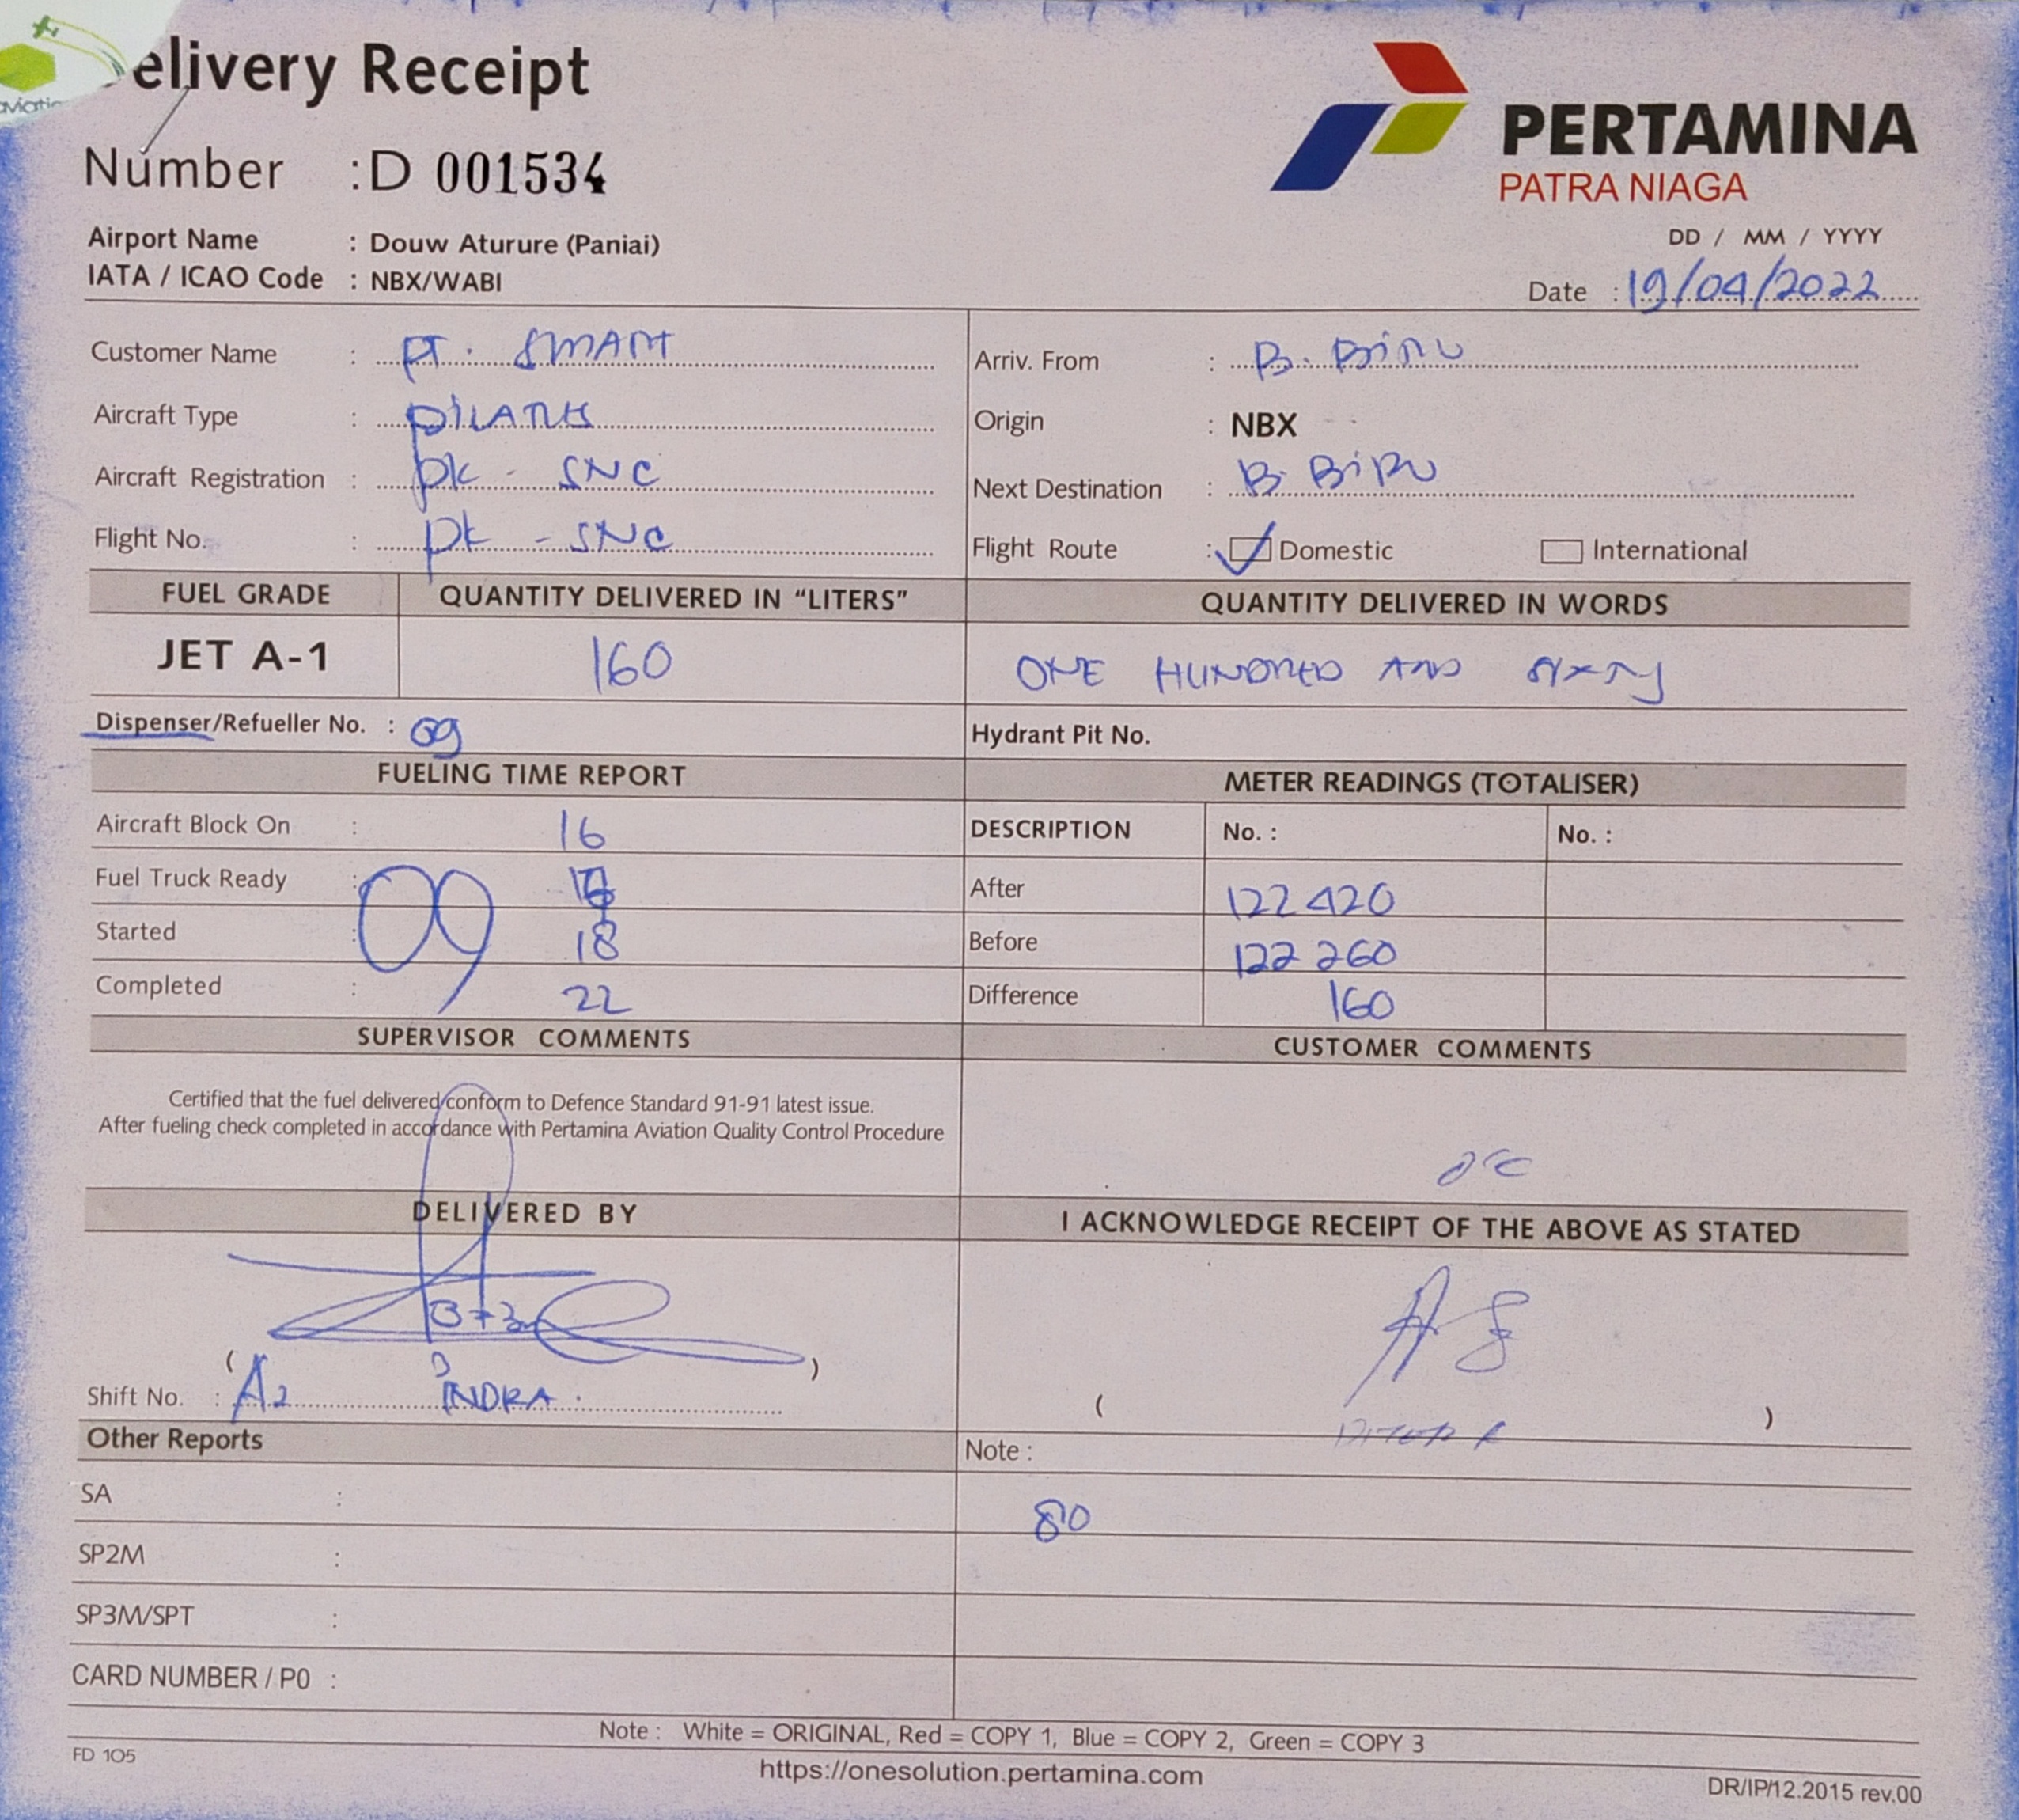 elivery Receipt
Number : D 001534
PERTAMINA
PATRA NIAGA
Airport Name : Douw Aturure (Paniai)
IATA / ICAO Code : NBX/WABI
DD / MM / YYYY
Date : 19/04/2022
Customer Name : PT. SMART
Arriv. From : B. BIRU
Aircraft Type : PILATUS
Origin : NBX
Aircraft Registration : PK - SNC
Next Destination : B. BIRU
Flight No. : PK - SNC
Flight Route : Domestic International
FUEL GRADE QUANTITY DELIVERED IN “LITERS” QUANTITY DELIVERED IN WORDS
JET A-1 160 ONE HUNDRED AND SIXTY
Dispenser/Refueller No. : 09
Hydrant Pit No.
FUELING TIME REPORT METER READINGS (TOTALISER)
Aircraft Block On : 16
DESCRIPTION No. : No. :
Fuel Truck Ready :
After 122420
09
Started : 18
Before 122260
Completed : 22
Difference 160
SUPERVISOR COMMENTS CUSTOMER COMMENTS
Certified that the fuel delivered conform to Defence Standard 91-91 latest issue.
After fueling check completed in accordance with Pertamina Aviation Quality Control Procedure
DELIVERED BY I ACKNOWLEDGE RECEIPT OF THE ABOVE AS STATED
( )
Shift No. : A2 INDRA.
( )
Other Reports Note :
SA :
80
SP2M :
SP3M/SPT :
CARD NUMBER / PO :
Note : White = ORIGINAL, Red = COPY 1, Blue = COPY 2, Green = COPY 3
FD 105
https://onesolution.pertamina.com
DR/IP/12.2015 rev.00